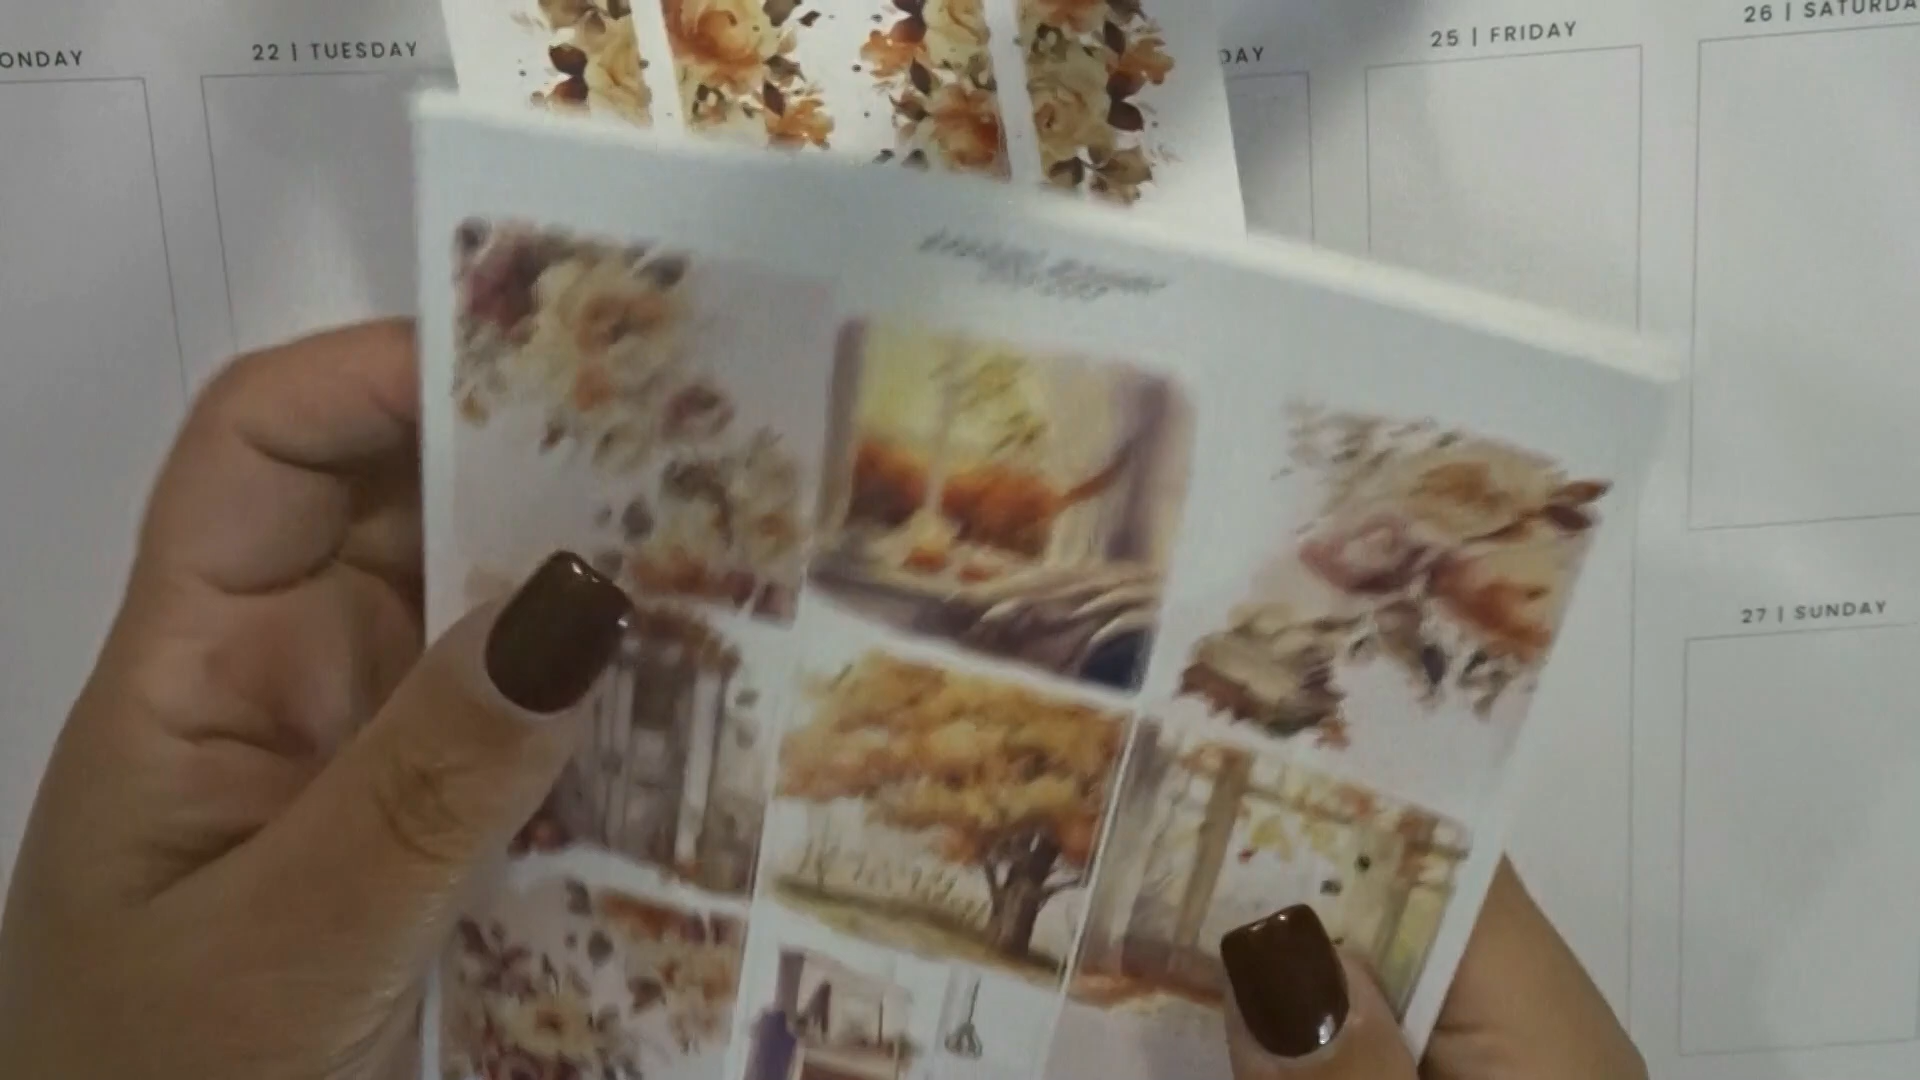 ONDAY
22 | TUESDAY
DAY
25 | FRIDAY
26 | SATURDA
27 | SUNDAY